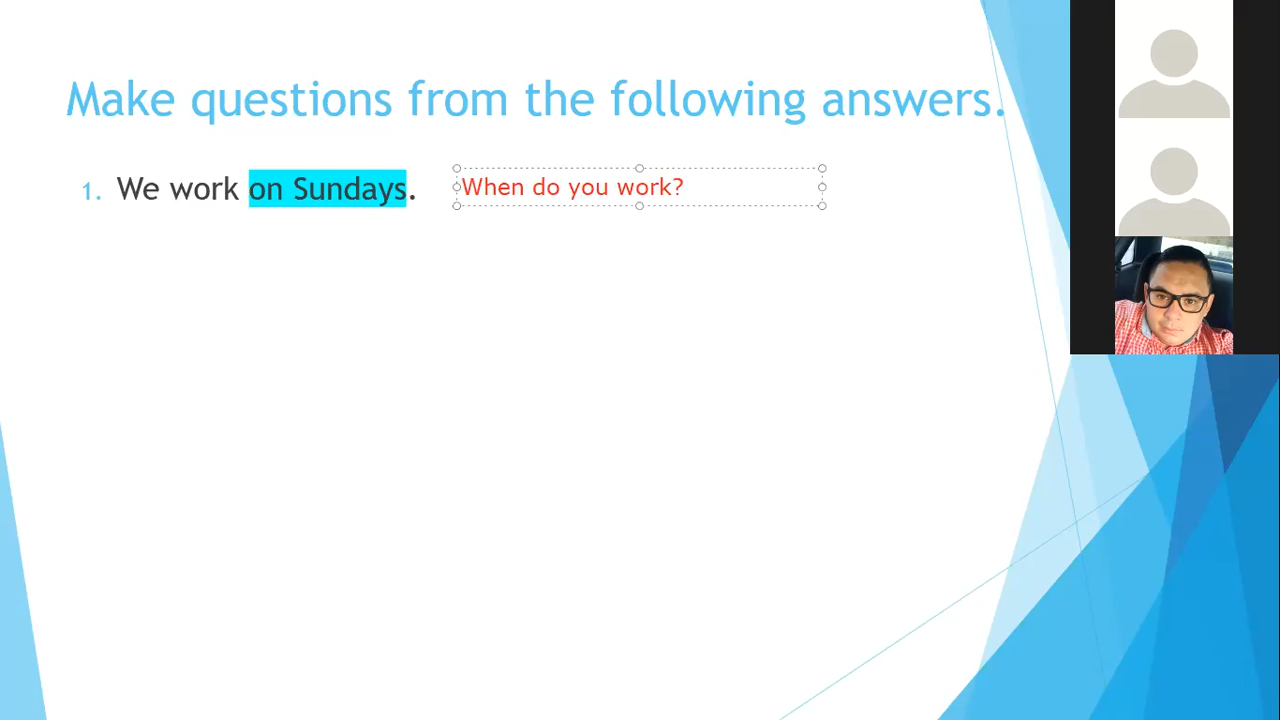 Make questions from the following answers.
1. We work on Sundays. When do you work?